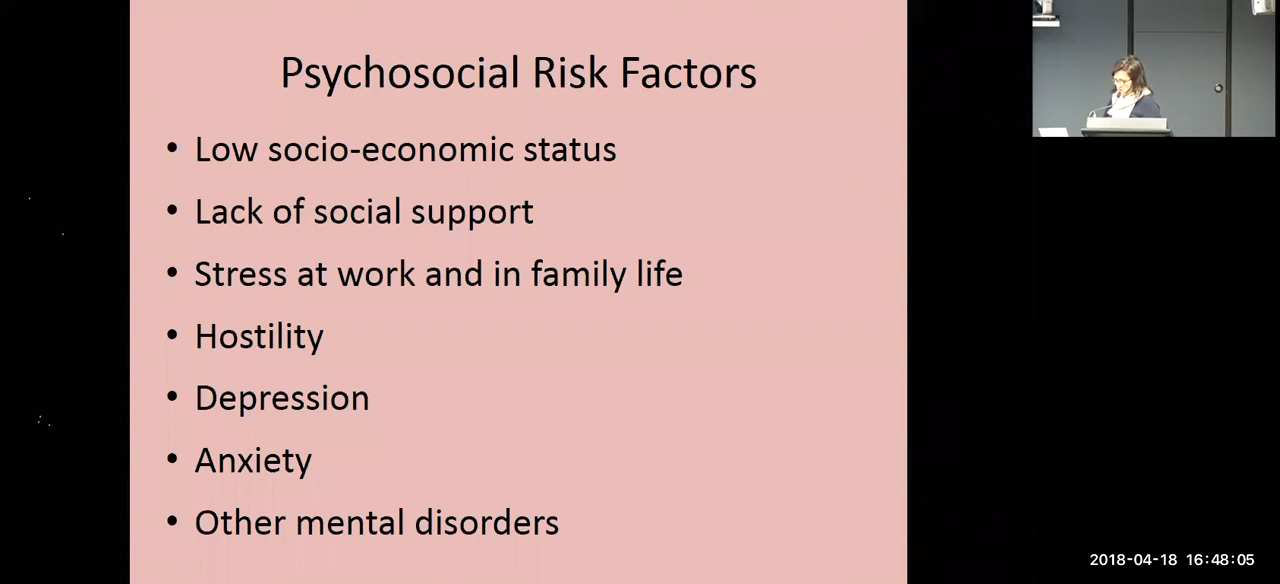 Psychosocial Risk Factors
• Low socio-economic status
• Lack of social support
• Stress at work and in family life
• Hostility
• Depression
• Anxiety
• Other mental disorders
2018-04-18 16:48:05